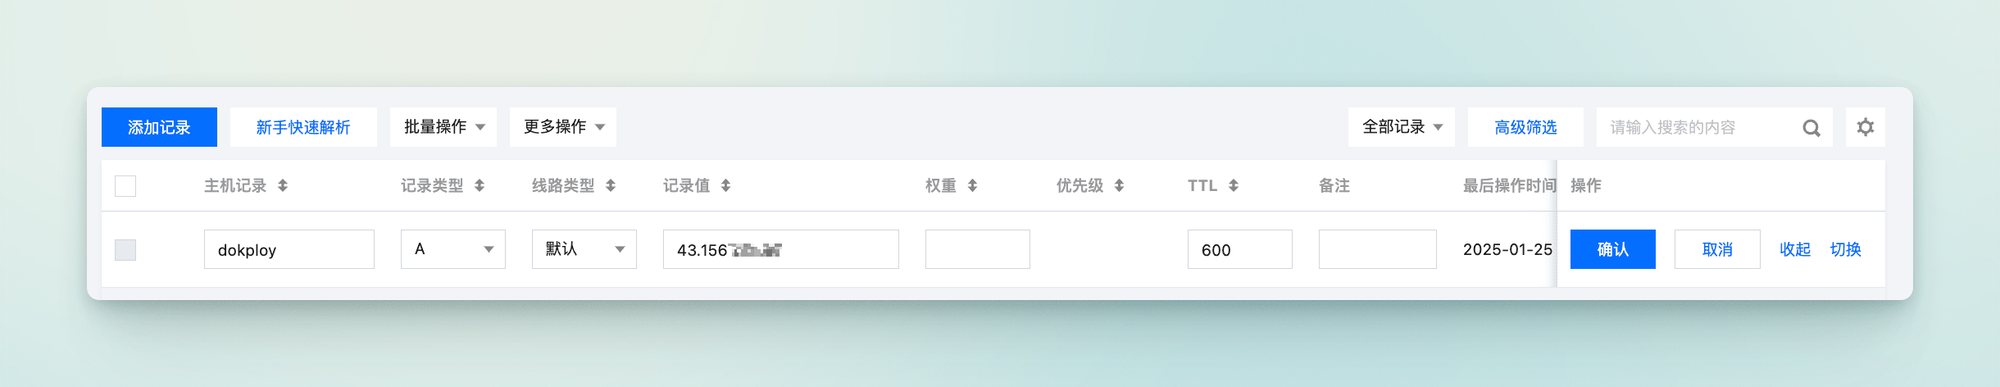 添加记录 新手快速解析 批量操作 更多操作 全部记录 高级筛选 请输入搜索的内容
主机记录 记录类型 线路类型 记录值 权重 优先级 TTL 备注 最后操作时间 操作
dokploy A 默认 43.156 600 2025-01-25 确认 取消 收起 切换